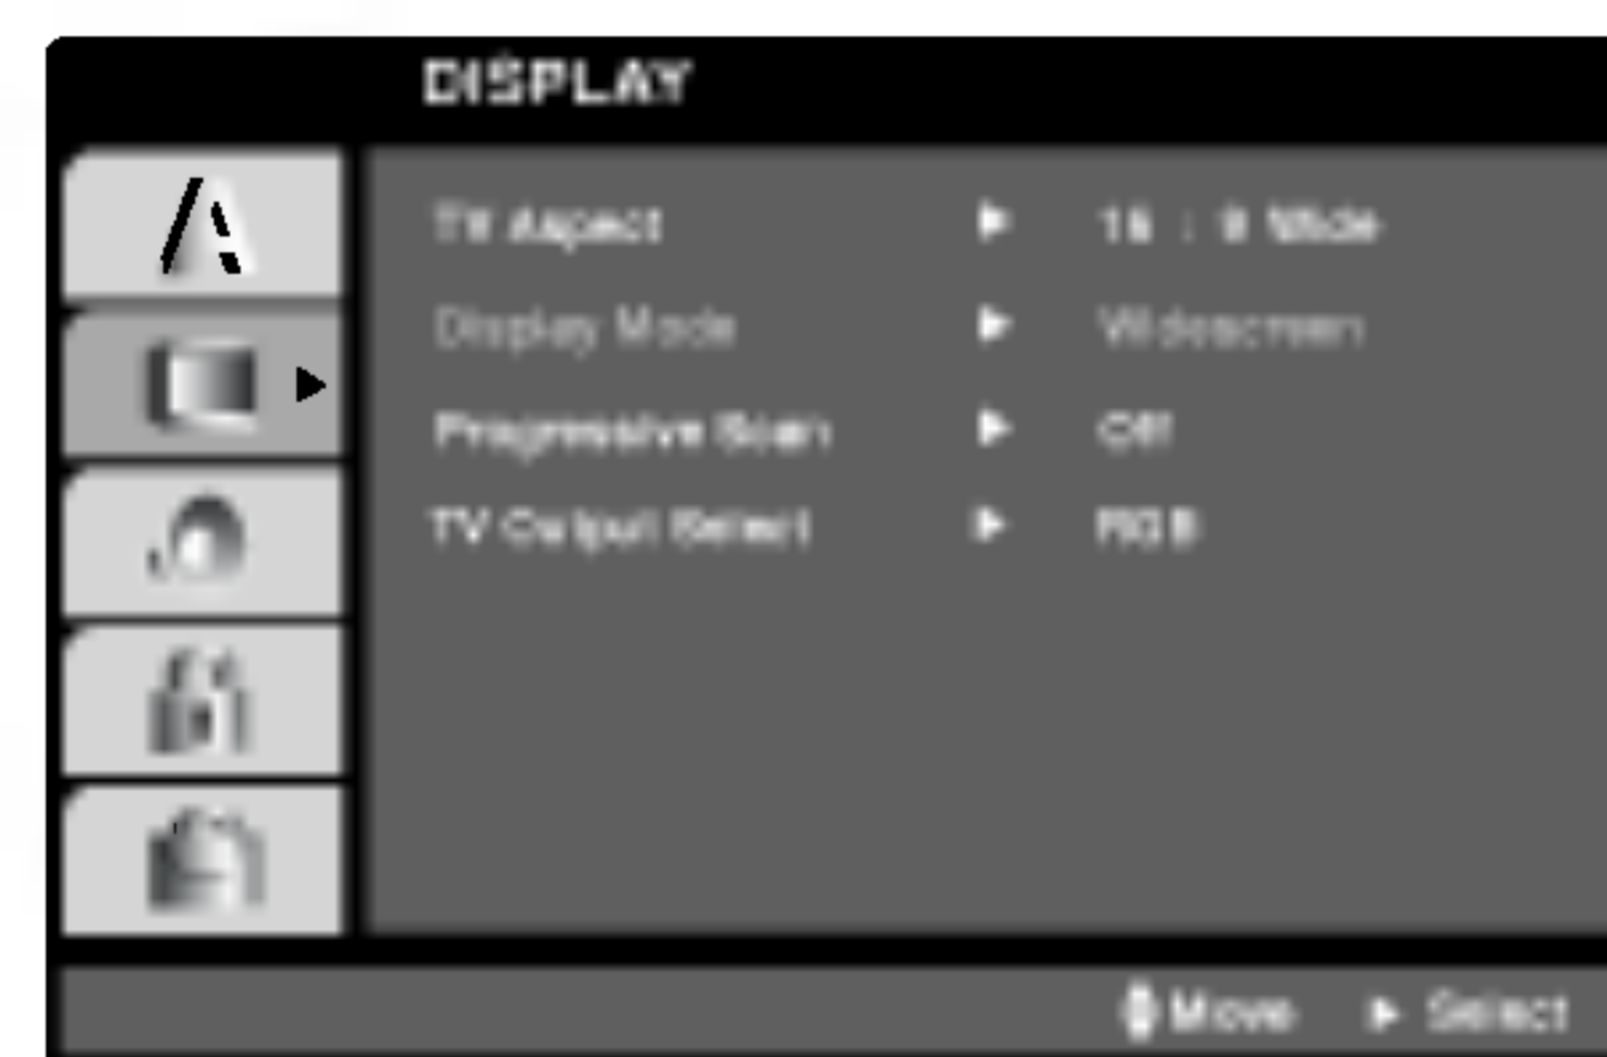 DISPLAY
TV Aspect ► 16 : 9 Wide
Display Mode ► Widescreen
Progressive Scan ► Off
TV Output Select ► RGB
Move ► Select